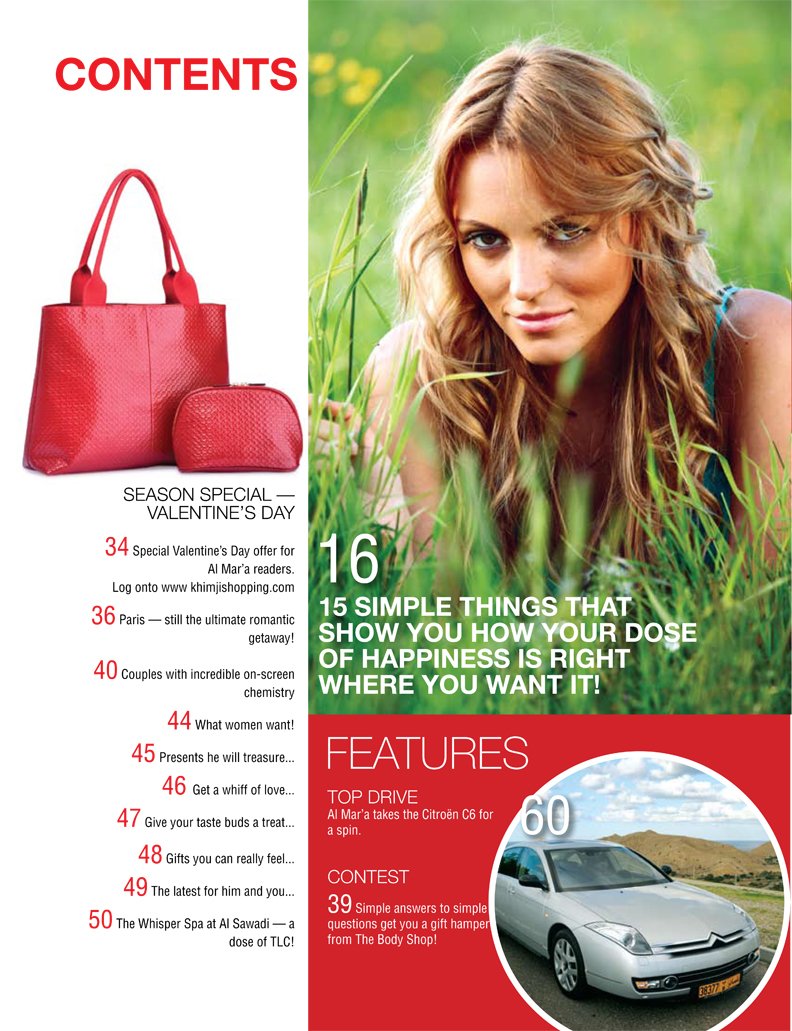 CONTENTS
SEASON SPECIAL —
VALENTINE'S DAY
34 Special Valentine's Day offer for
Al Mar'a readers.
Log onto www khimjishopping.com
36 Paris — still the ultimate romantic
getaway!
40 Couples with incredible on-screen
chemistry
44 What women want!
45 Presents he will treasure...
46 Get a whiff of love...
47 Give your taste buds a treat...
48 Gifts you can really feel...
49 The latest for him and you...
50 The Whisper Spa at Al Sawadi — a
dose of TLC!
16
15 SIMPLE THINGS THAT
SHOW YOU HOW YOUR DOSE
OF HAPPINESS IS RIGHT
WHERE YOU WANT IT!
FEATURES
TOP DRIVE
Al Mar'a takes the Citroën C6 for
a spin.
60
CONTEST
39 Simple answers to simple
questions get you a gift hamper
from The Body Shop!
38377